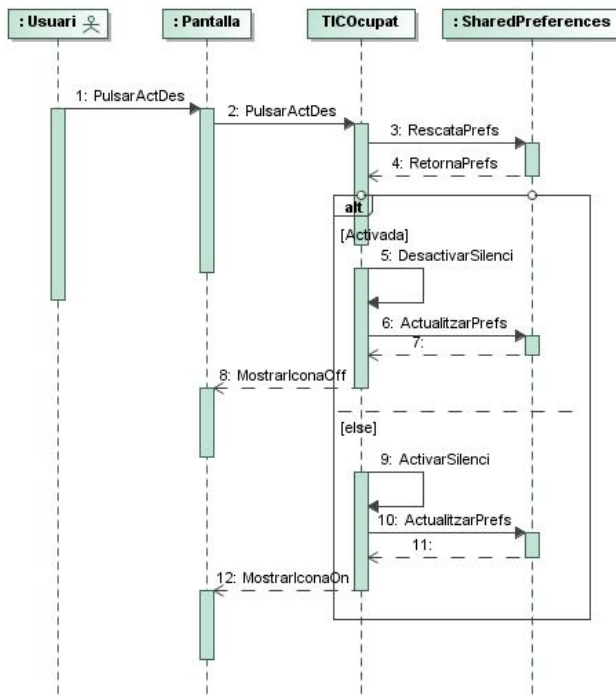 : Usuari
: Pantalla
TICOcupat
: SharedPreferences
1: PulsarActDes
2: PulsarActDes
3: RescataPrefs
4: RetornaPrefs
alt
[Activada]
5: DesactivarSilenci
6: ActualitzarPrefs
7:
8: MostrarIconaOff
[else]
9: ActivarSilenci
10: ActualitzarPrefs
11:
12: MostrarIconaOn